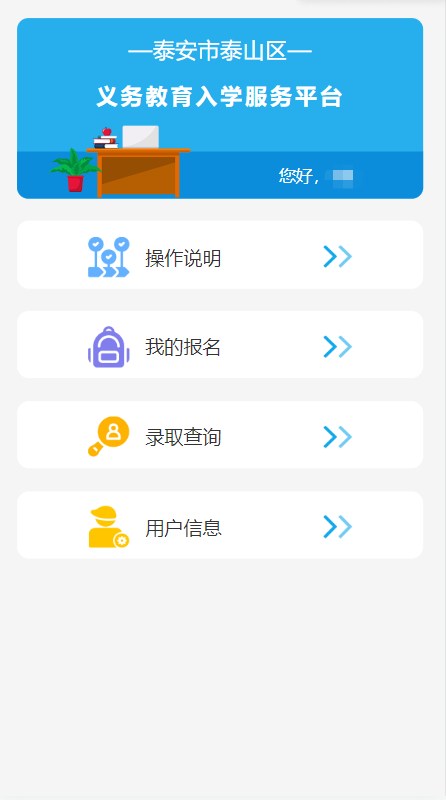 —泰安市泰山区—
义务教育入学服务平台
您好，
操作说明
我的报名
录取查询
用户信息